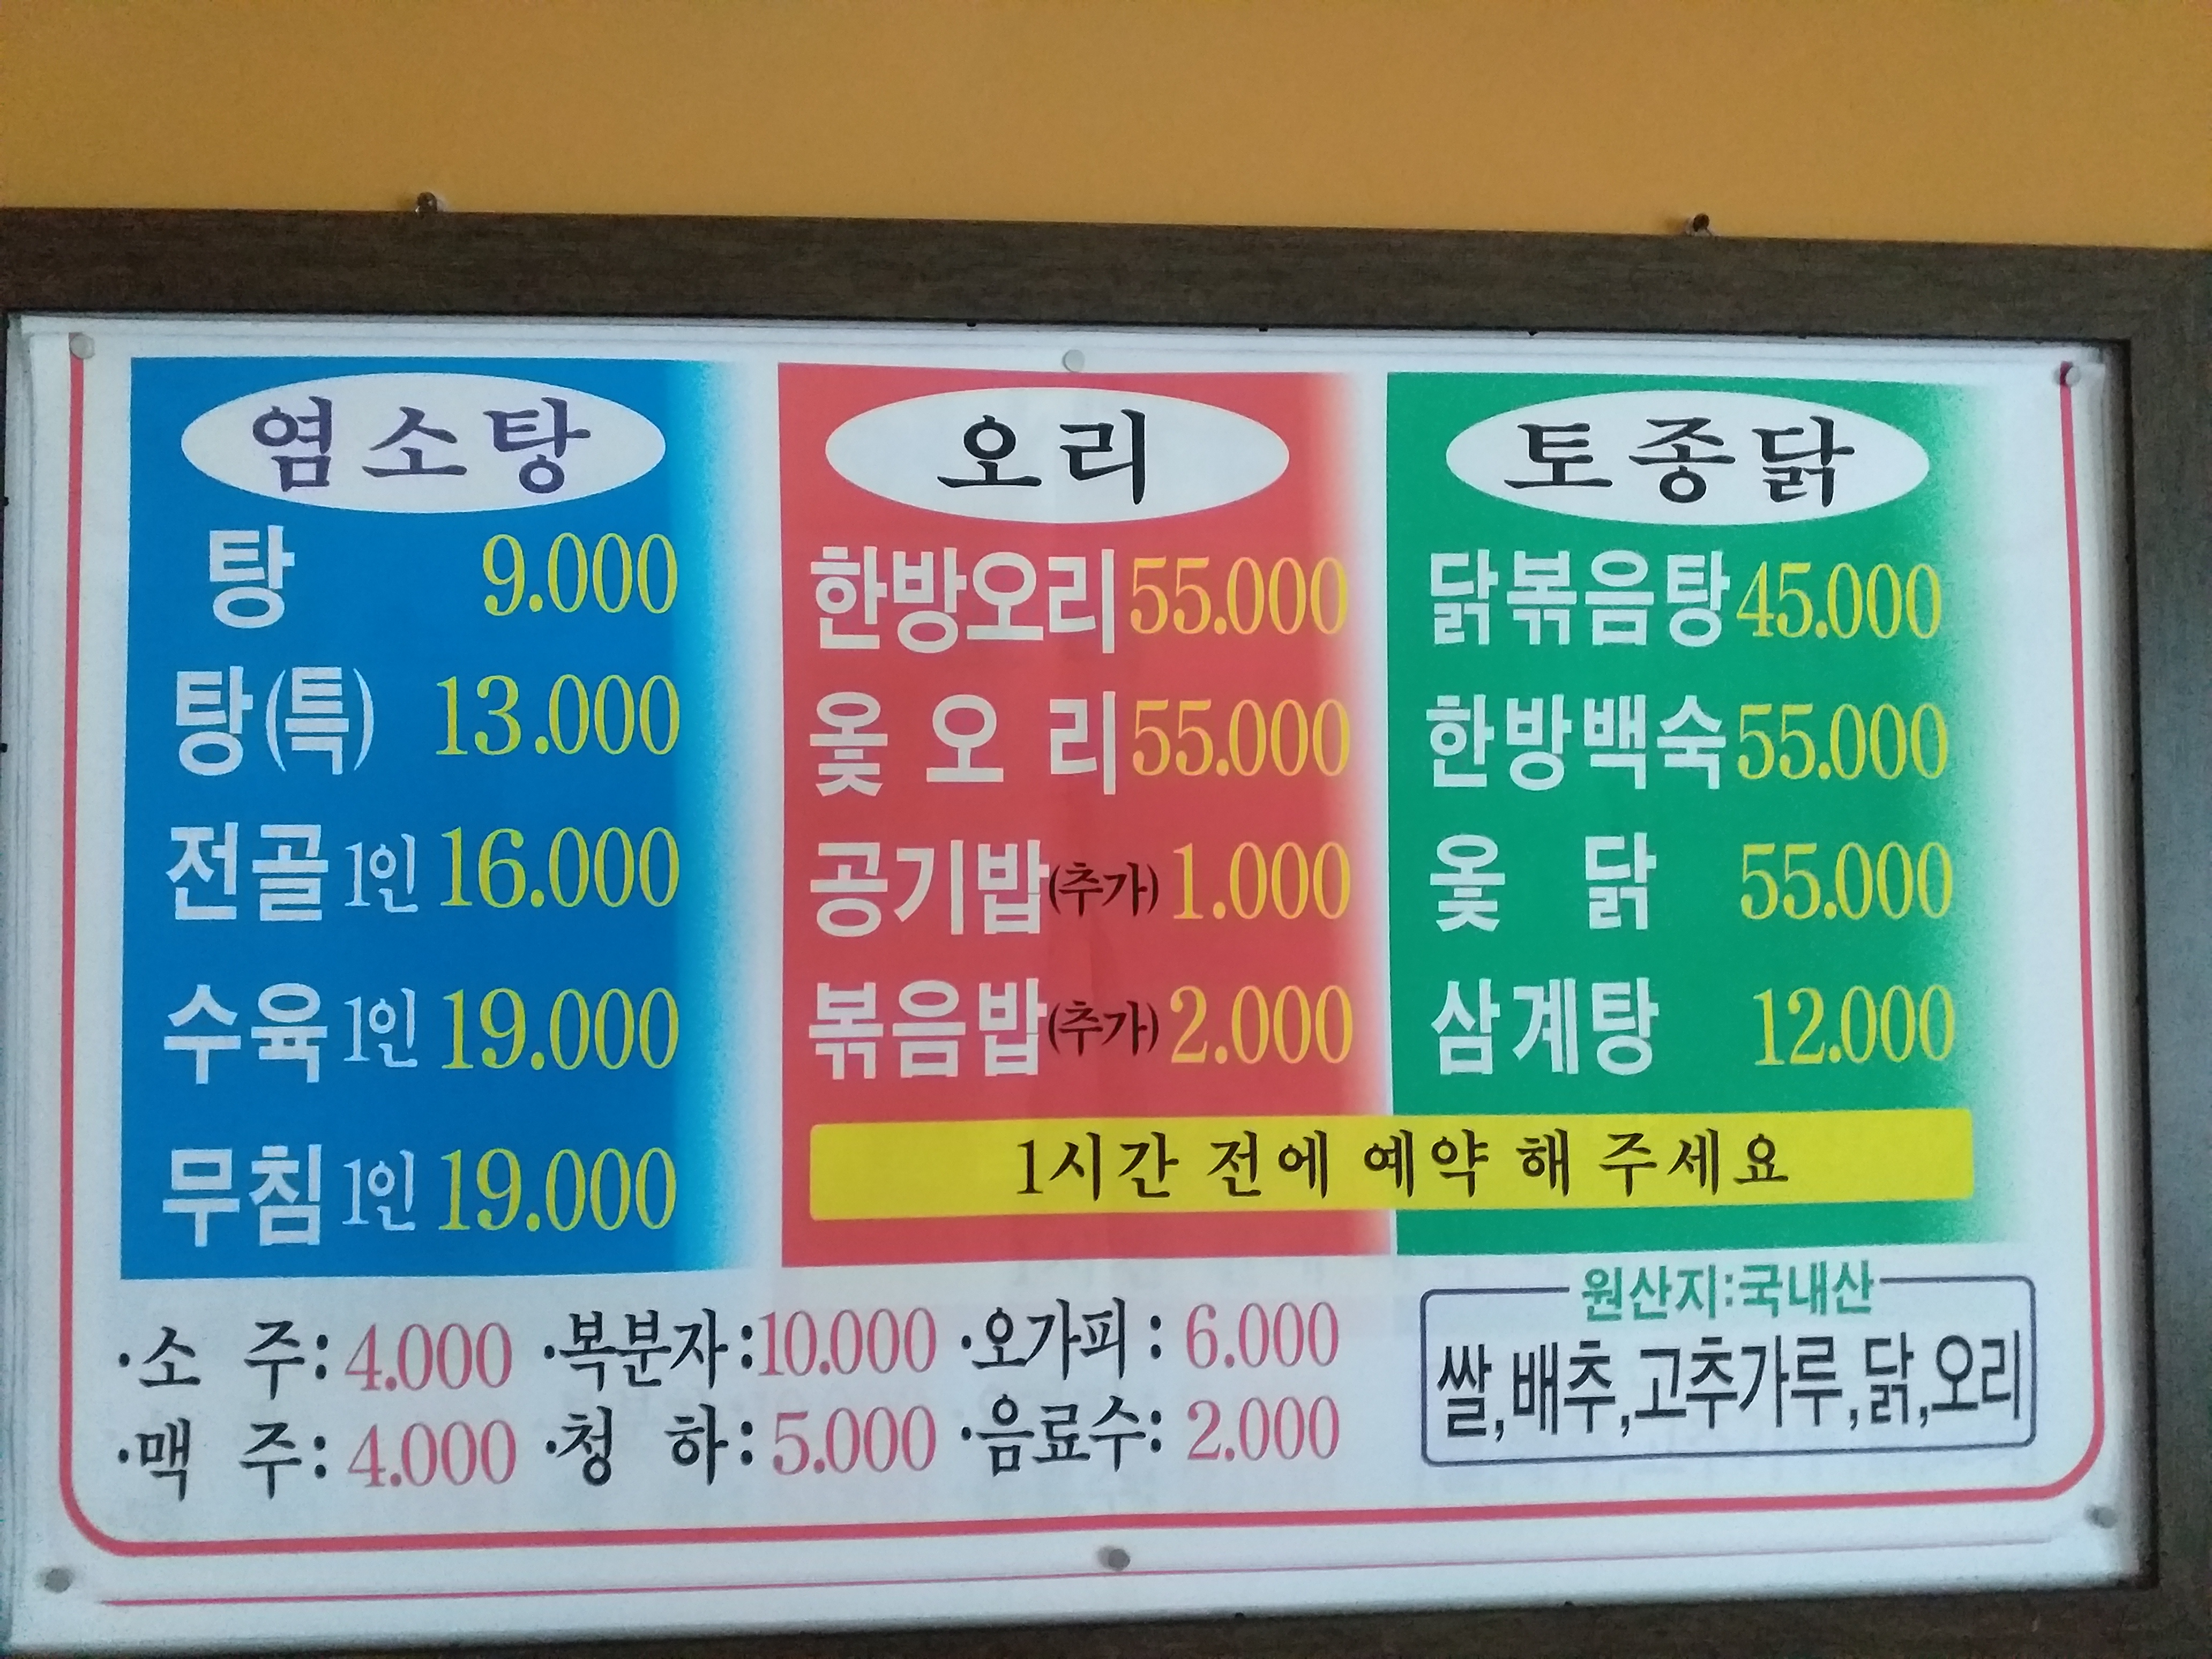 염소탕
탕 9.000
탕(특) 13.000
전골 1인 16.000
수육 1인 19.000
무침 1인 19.000
오리
한방오리 55.000
옻 오 리 55.000
공기밥(추가) 1.000
볶음밥(추가) 2.000
토종닭
닭볶음탕 45.000
한방백숙 55.000
옻 닭 55.000
삼계탕 12.000
1시간 전에 예약 해 주세요
·소 주: 4.000 ·복분자:10.000 ·오가피: 6.000
·맥 주: 4.000 ·청 하: 5.000 ·음료수: 2.000
원산지:국내산
쌀,배추,고추가루,닭,오리